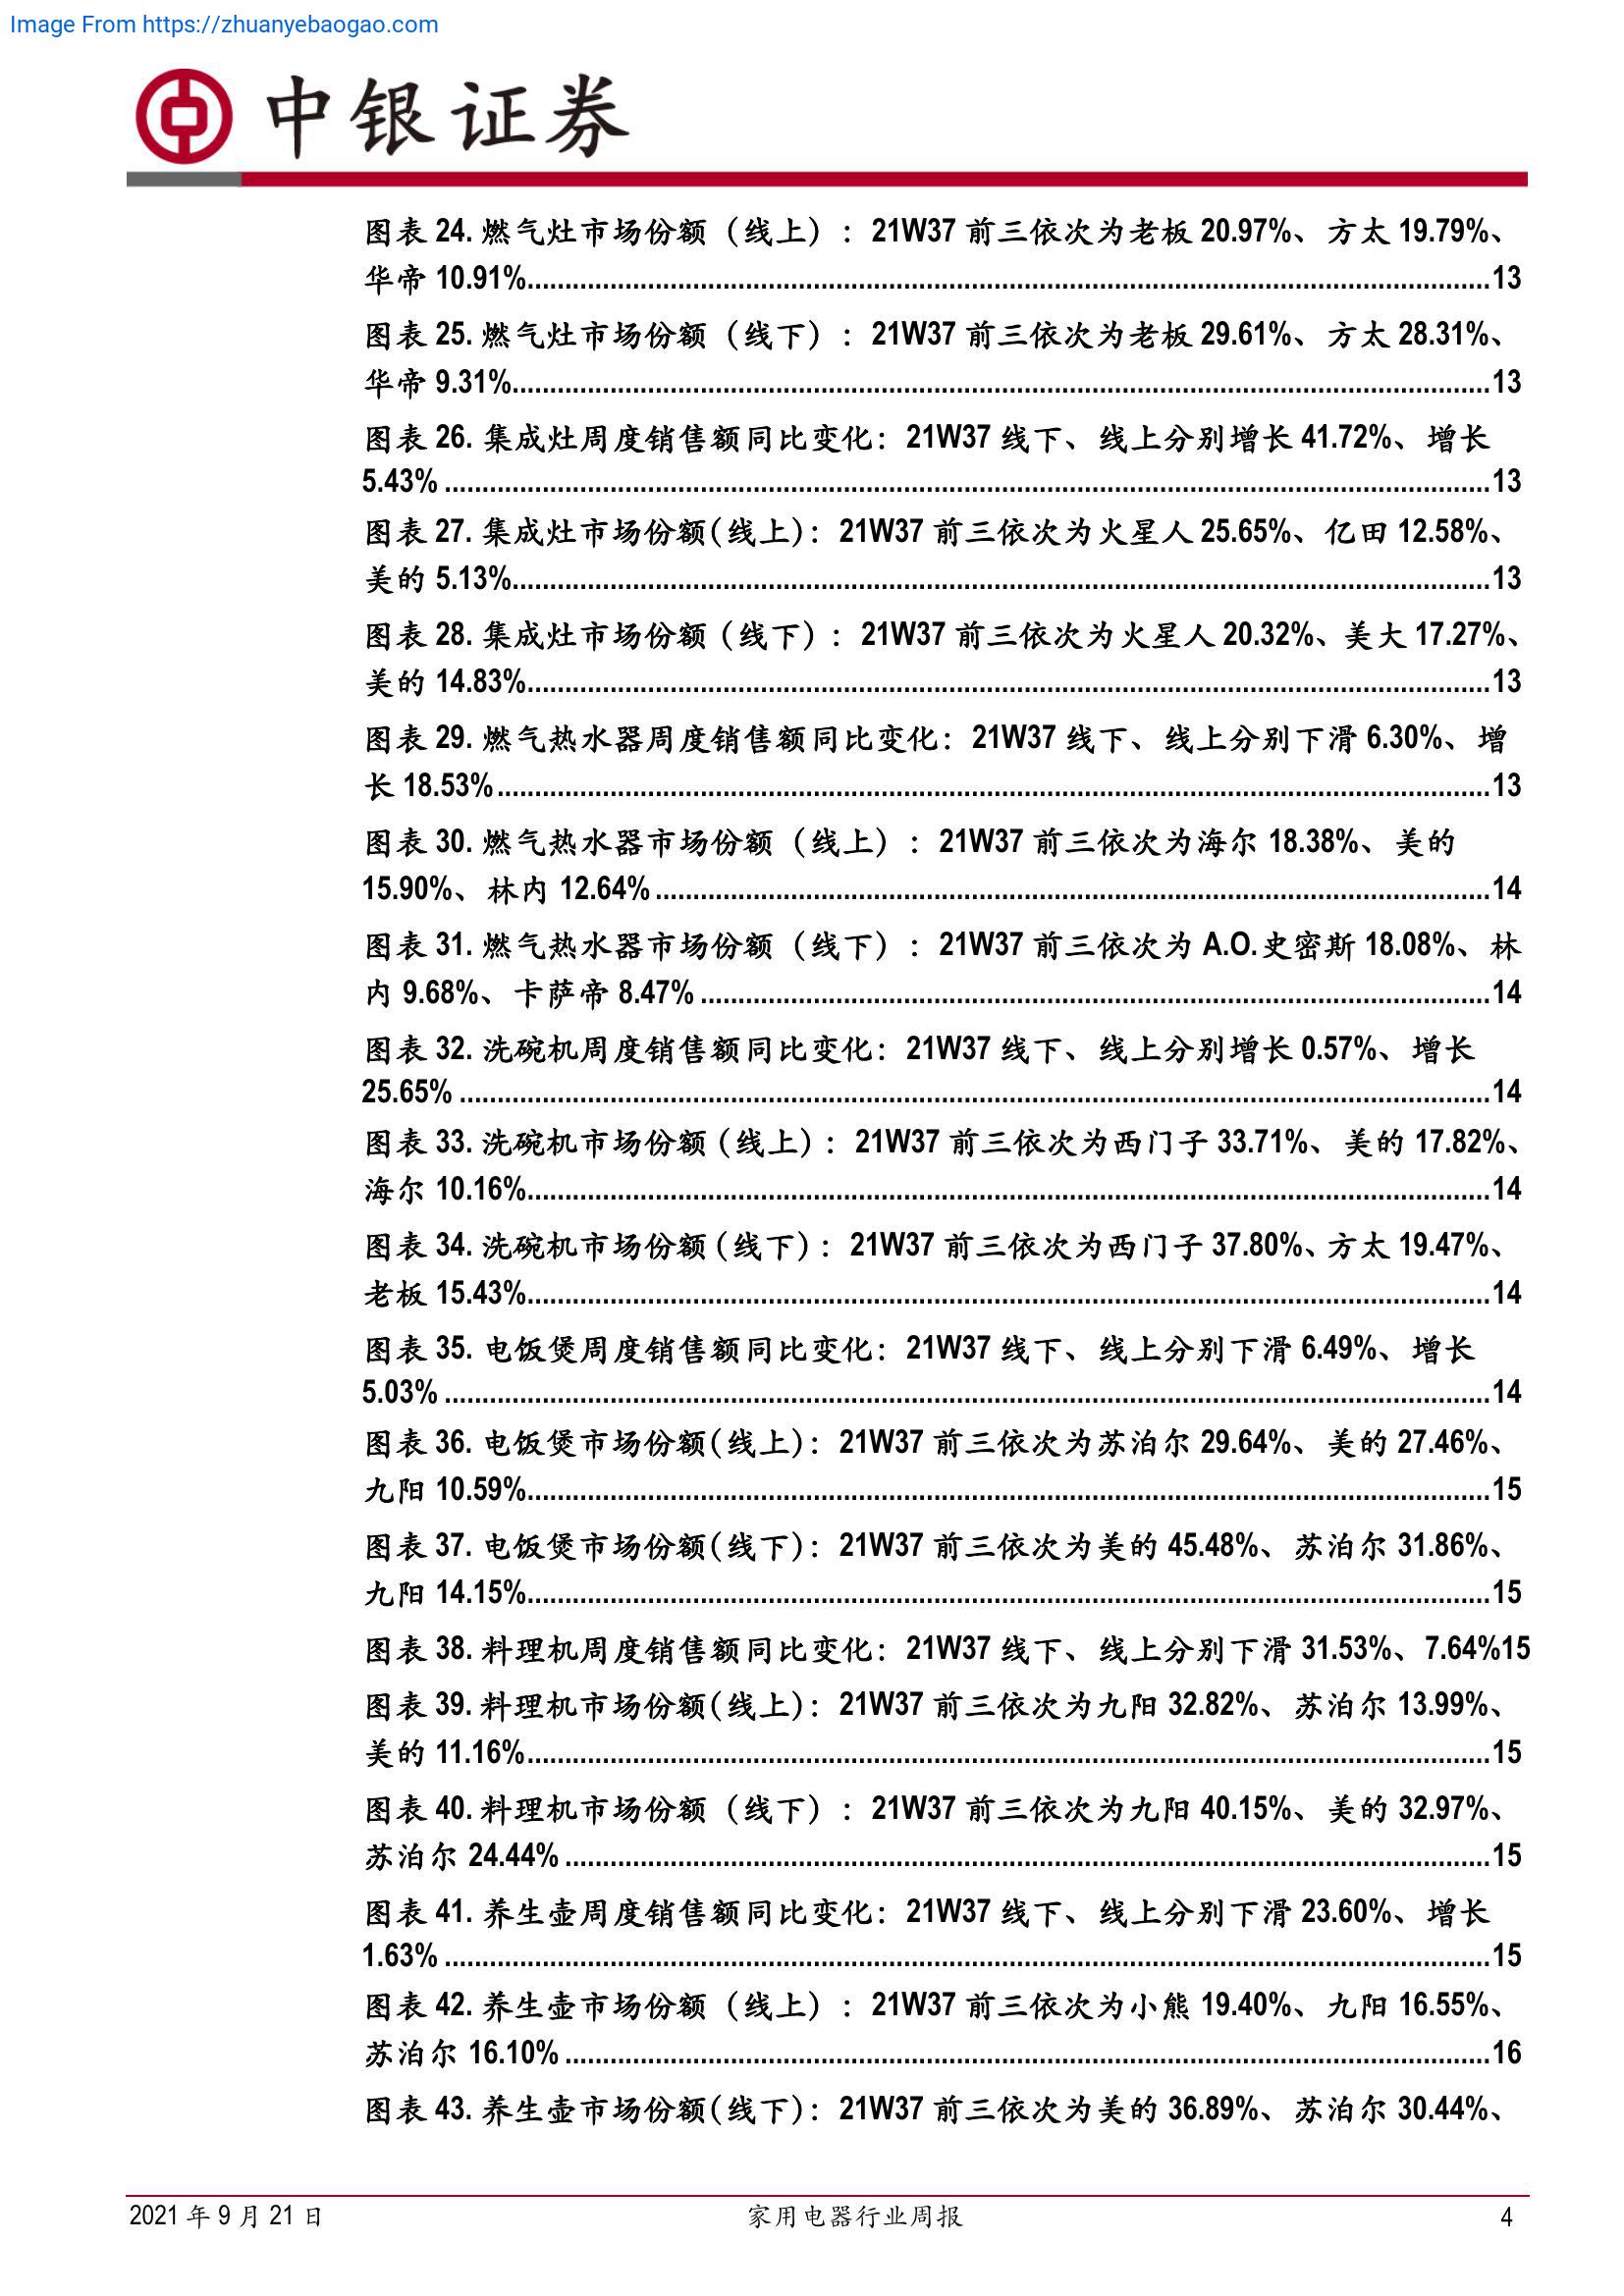 Image From https://zhuanyebaogao.com
中银证券
图表 24. 燃气灶市场份额（线上）：21W37 前三依次为老板 20.97%、方太 19.79%、
华帝 10.91%........................................13
图表 25. 燃气灶市场份额（线下）：21W37 前三依次为老板 29.61%、方太 28.31%、
华帝 9.31%........................................13
图表 26. 集成灶周度销售额同比变化：21W37 线下、线上分别增长 41.72%、增长
5.43% ........................................13
图表 27. 集成灶市场份额（线上）：21W37 前三依次为火星人 25.65%、亿田 12.58%、
美的 5.13%........................................13
图表 28. 集成灶市场份额（线下）：21W37 前三依次为火星人 20.32%、美大 17.27%、
美的 14.83%........................................13
图表 29. 燃气热水器周度销售额同比变化：21W37 线下、线上分别下滑 6.30%、增
长 18.53%........................................13
图表 30. 燃气热水器市场份额（线上）：21W37 前三依次为海尔 18.38%、美的
15.90%、林内 12.64% ........................................14
图表 31. 燃气热水器市场份额（线下）：21W37 前三依次为 A.O.史密斯 18.08%、林
内 9.68%、卡萨帝 8.47% ........................................14
图表 32. 洗碗机周度销售额同比变化：21W37 线下、线上分别增长 0.57%、增长
25.65% ........................................14
图表 33. 洗碗机市场份额（线上）：21W37 前三依次为西门子 33.71%、美的 17.82%、
海尔 10.16%........................................14
图表 34. 洗碗机市场份额（线下）：21W37 前三依次为西门子 37.80%、方太 19.47%、
老板 15.43%........................................14
图表 35. 电饭煲周度销售额同比变化：21W37 线下、线上分别下滑 6.49%、增长
5.03% ........................................14
图表 36. 电饭煲市场份额（线上）：21W37 前三依次为苏泊尔 29.64%、美的 27.46%、
九阳 10.59%........................................15
图表 37. 电饭煲市场份额（线下）：21W37 前三依次为美的 45.48%、苏泊尔 31.86%、
九阳 14.15%........................................15
图表 38. 料理机周度销售额同比变化：21W37 线下、线上分别下滑 31.53%、7.64%15
图表 39. 料理机市场份额（线上）：21W37 前三依次为九阳 32.82%、苏泊尔 13.99%、
美的 11.16%........................................15
图表 40. 料理机市场份额（线下）：21W37 前三依次为九阳 40.15%、美的 32.97%、
苏泊尔 24.44% ........................................15
图表 41. 养生壶周度销售额同比变化：21W37 线下、线上分别下滑 23.60%、增长
1.63% ........................................15
图表 42. 养生壶市场份额（线上）：21W37 前三依次为小熊 19.40%、九阳 16.55%、
苏泊尔 16.10% ........................................16
图表 43. 养生壶市场份额（线下）：21W37 前三依次为美的 36.89%、苏泊尔 30.44%、
2021 年 9 月 21 日 家用电器行业周报 4